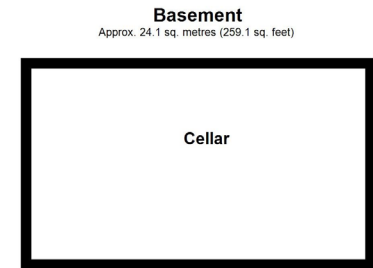 Basement
Approx. 24.1 sq. metres (259.1 sq. feet)
Cellar